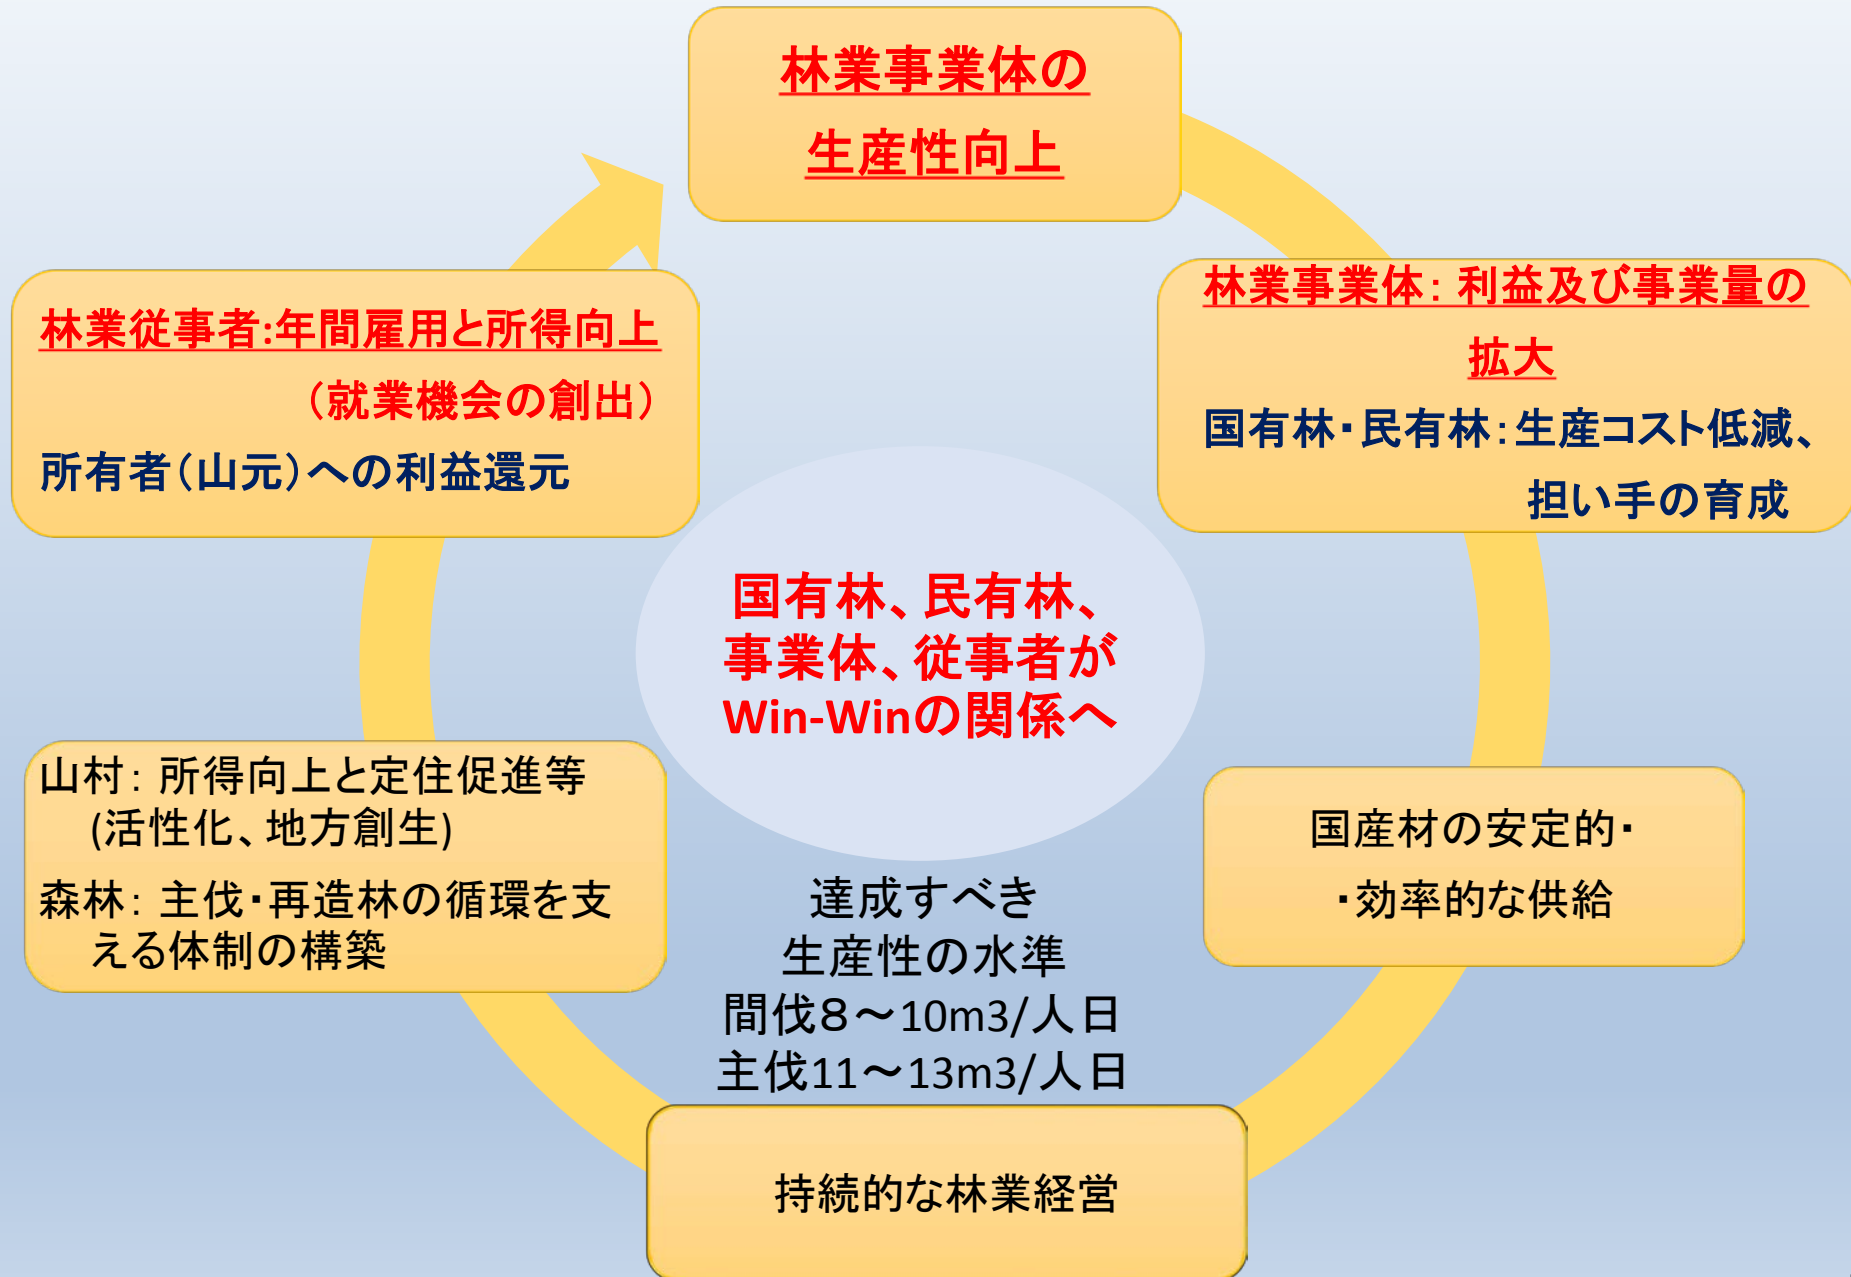 林業事業体の
生産性向上
林業事業体：利益及び事業量の
拡大
国有林・民有林：生産コスト低減、
担い手の育成
国産材の安定的・
・効率的な供給
持続的な林業経営
山村：所得向上と定住促進等
(活性化、地方創生)
森林：主伐・再造林の循環を支
える体制の構築
林業従事者:年間雇用と所得向上
（就業機会の創出）
所有者（山元）への利益還元
国有林、民有林、
事業体、従事者が
Win-Winの関係へ
達成すべき
生産性の水準
間伐８～10m3/人日
主伐11～13m3/人日